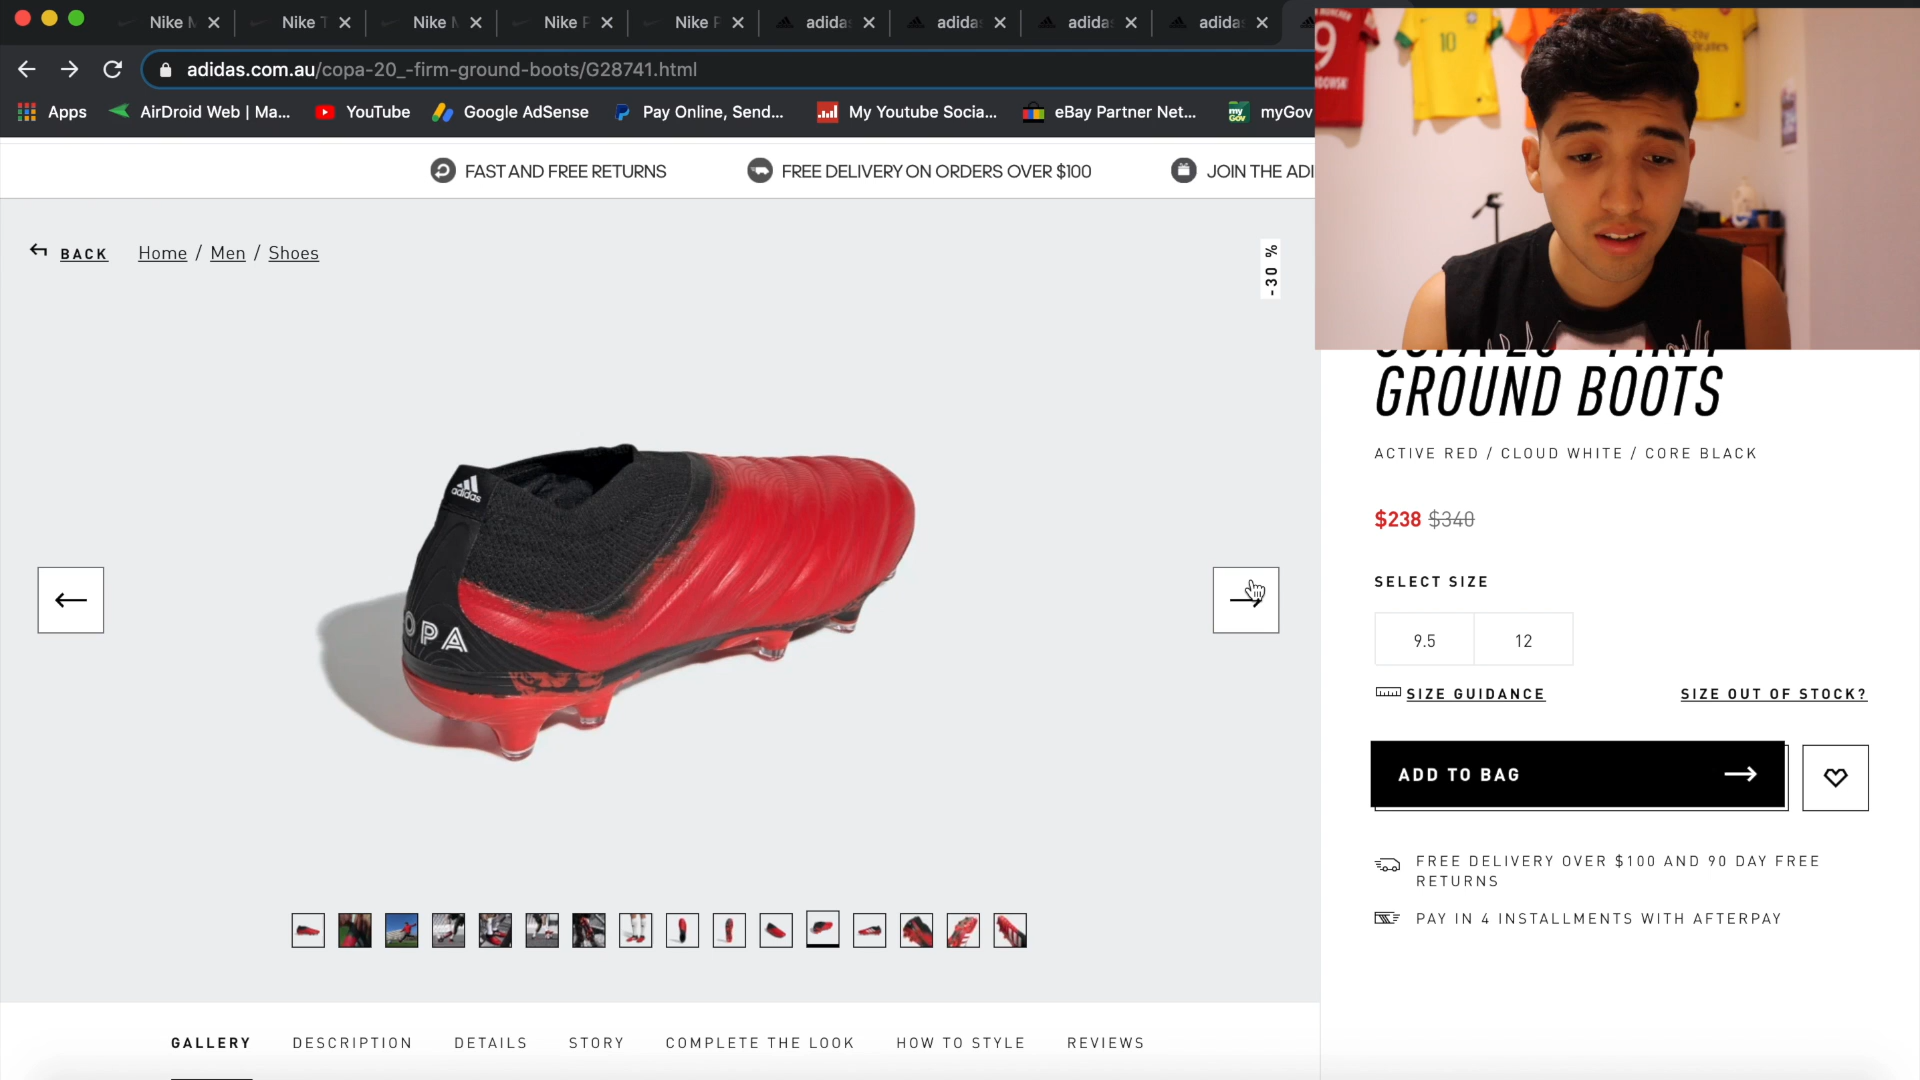 Nike
Nike
Nike
Nike
Nike
adida
adida
adida
adida
adidas.com.au/copa-20_-firm-ground-boots/G28741.html
Apps
AirDroid Web | Ma...
YouTube
Google AdSense
Pay Online, Send...
My Youtube Socia...
eBay Partner Net...
myGov
FAST AND FREE RETURNS
FREE DELIVERY ON ORDERS OVER $100
JOIN THE ADI
BACK
Home / Men / Shoes
-30 %
10
9
Emirates
adidas
OPA
GROUND BOOTS
ACTIVE RED / CLOUD WHITE / CORE BLACK
$238 $340
SELECT SIZE
9.5
12
SIZE GUIDANCE
SIZE OUT OF STOCK?
ADD TO BAG
FREE DELIVERY OVER $100 AND 90 DAY FREE
RETURNS
PAY IN 4 INSTALLMENTS WITH AFTERPAY
GALLERY
DESCRIPTION
DETAILS
STORY
COMPLETE THE LOOK
HOW TO STYLE
REVIEWS